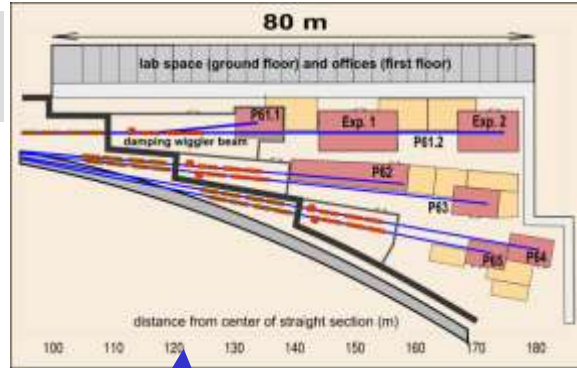 80 m
lab space (ground floor) and offices (first floor)
P61.1
Exp. 1
Exp. 2
P61.2
damping wiggler beam
P62
P63
P64
P65
distance from center of straight section (m)
100 110 120 130 140 150 160 170 180